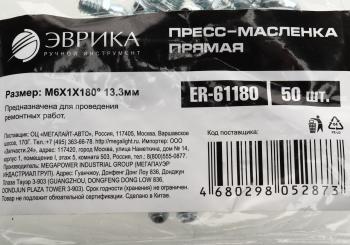 ЭВРИКА
РУЧНОЙ ИНСТРУМЕНТ
ПРЕСС-МАСЛЕНКА
ПРЯМАЯ
Размер: М6Х1Х180° 13.3мм
ER-61180
50 ШТ.
Предназначена для проведения
ремонтных работ.
Поставщик: ОЦ «МЕГАЛАЙТ-АВТО», Россия, 117405, Москва, Варшавское
шоссе, 170Г. Тел. +7 (495) 363-66-78. http://megalight.ru. Импортер: ООО
«Запчасти.24», адрес: 117420, город Москва, улица Наметкина, дом № 14,
корпус 1, помещение I, этаж 5, комната 503, Россия, тел. 8(800)555-0877.
Изготовитель: MEGAPOWER INDUSTRIAL GROUP (МЕГАПАУЭР
ИНДАСТРИАЛ ГРУП). Адрес: Гуанчжоу, Донфенг Донг Лоу 836, Донджун
Плаза Тауэр 3-903 (GUANGZHOU, DONGFENG DONG LOW 836,
DONDJUN PLAZA TOWER 3-903). Срок годности (хранения) не ограничен.
Товар не подлежит обязательной сертификации. Сделано в Китае.
Код поставщика:
4 680298 052873